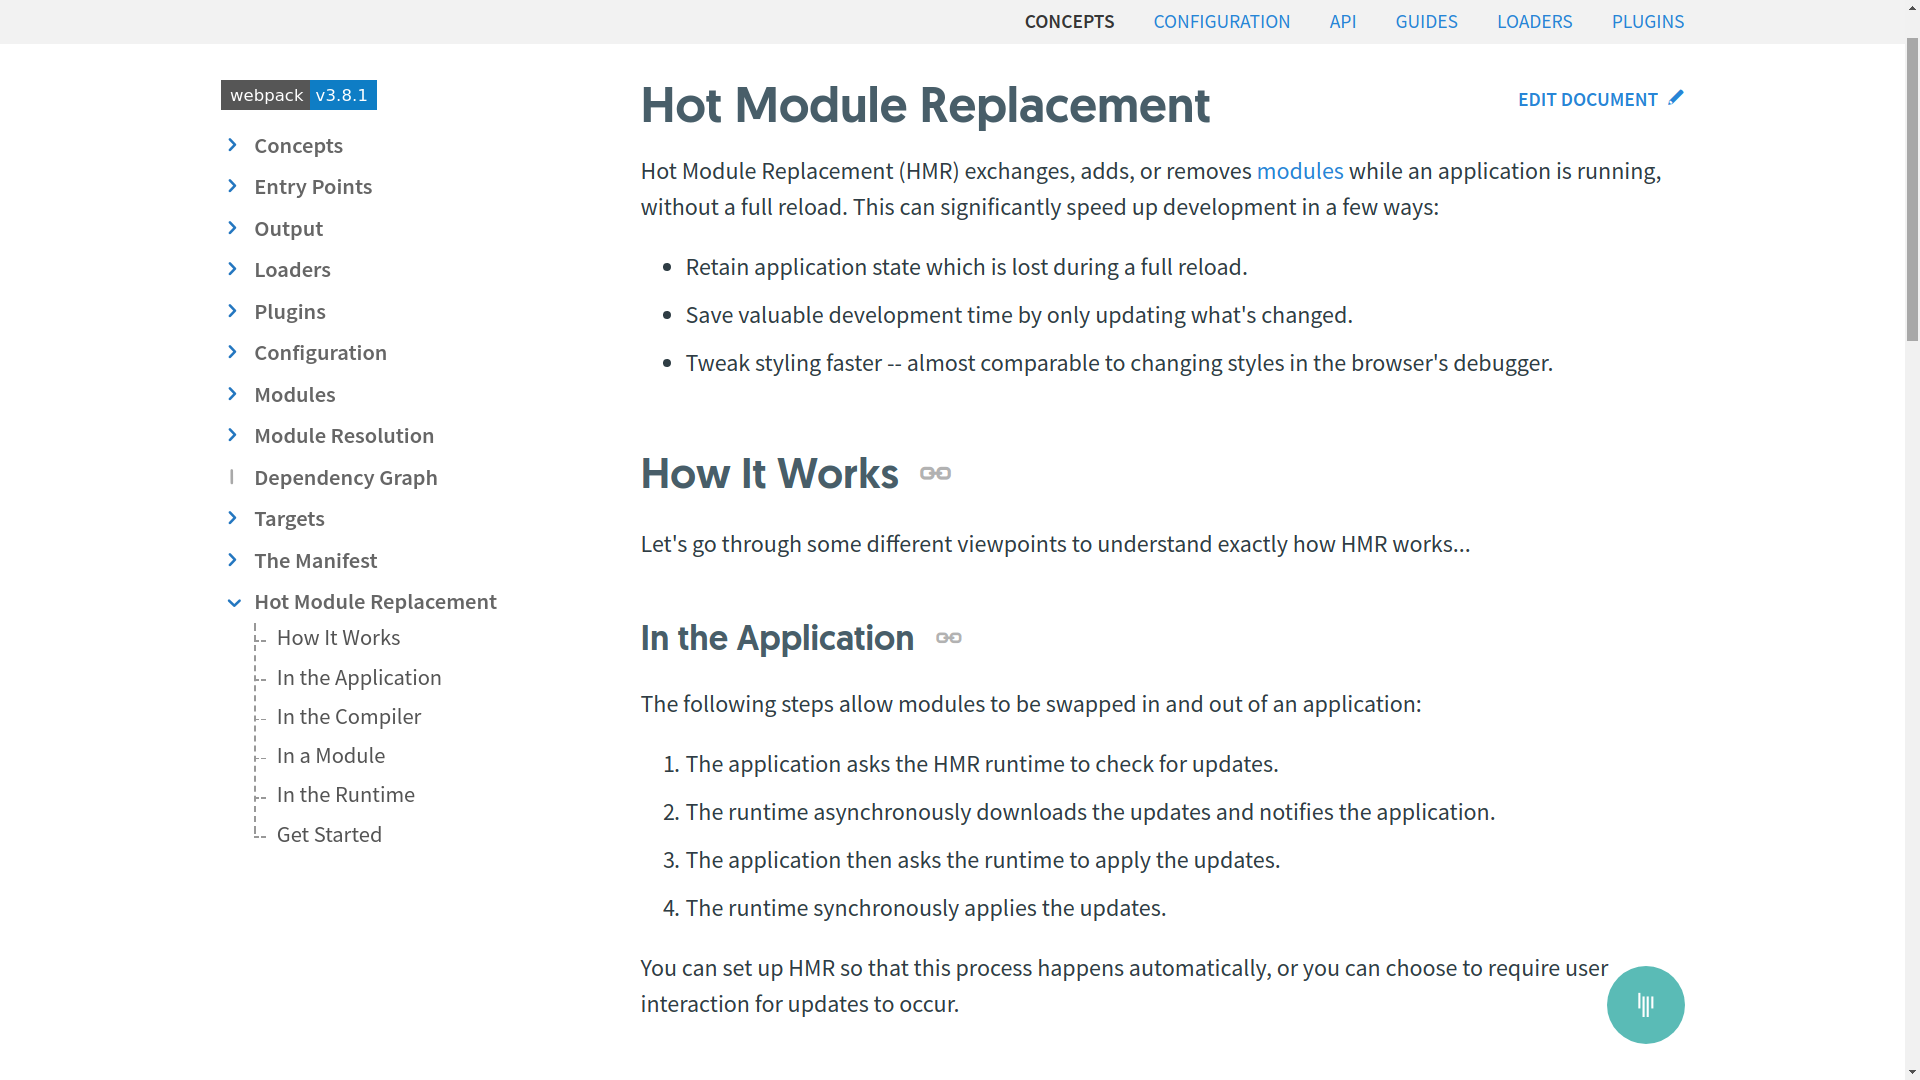 CONCEPTS CONFIGURATION API GUIDES LOADERS PLUGINS
webpack v3.8.1
Concepts
Entry Points
Output
Loaders
Plugins
Configuration
Modules
Module Resolution
Dependency Graph
Targets
The Manifest
Hot Module Replacement
How It Works
In the Application
In the Compiler
In a Module
In the Runtime
Get Started
Hot Module Replacement
EDIT DOCUMENT
Hot Module Replacement (HMR) exchanges, adds, or removes modules while an application is running,
without a full reload. This can significantly speed up development in a few ways:
• Retain application state which is lost during a full reload.
• Save valuable development time by only updating what's changed.
• Tweak styling faster -- almost comparable to changing styles in the browser's debugger.
How It Works
Let's go through some different viewpoints to understand exactly how HMR works...
In the Application
The following steps allow modules to be swapped in and out of an application:
1. The application asks the HMR runtime to check for updates.
2. The runtime asynchronously downloads the updates and notifies the application.
3. The application then asks the runtime to apply the updates.
4. The runtime synchronously applies the updates.
You can set up HMR so that this process happens automatically, or you can choose to require user
interaction for updates to occur.